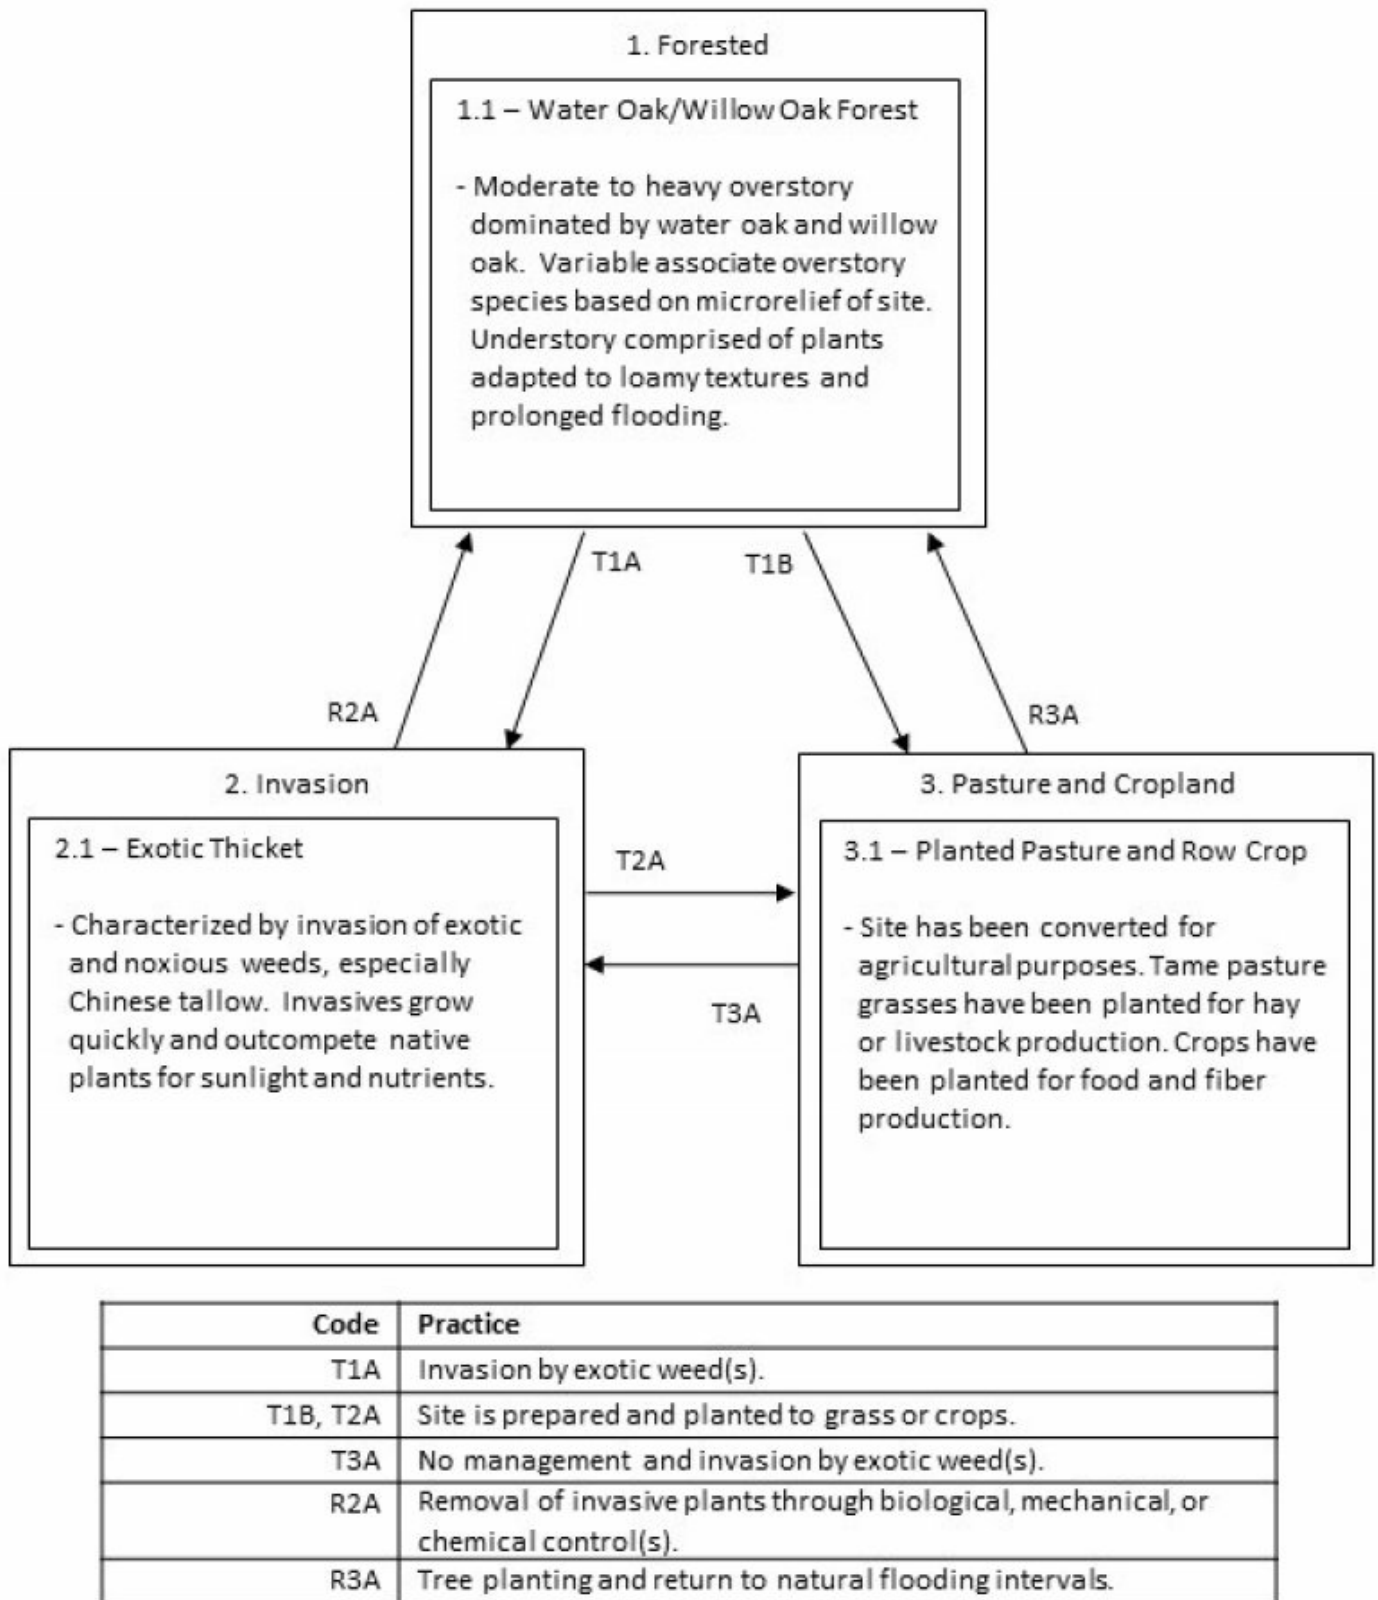 1. Forested
1.1 – Water Oak/Willow Oak Forest
- Moderate to heavy overstory
dominated by water oak and willow
oak. Variable associate overstory
species based on microrelief of site.
Understory comprised of plants
adapted to loamy textures and
prolonged flooding.
T1A
T1B
R2A
R3A
2. Invasion
2.1 – Exotic Thicket
- Characterized by invasion of exotic
and noxious weeds, especially
Chinese tallow. Invasives grow
quickly and outcompete native
plants for sunlight and nutrients.
T2A
T3A
3. Pasture and Cropland
3.1 – Planted Pasture and Row Crop
- Site has been converted for
agricultural purposes. Tame pasture
grasses have been planted for hay
or livestock production. Crops have
been planted for food and fiber
production.
Code Practice
T1A Invasion by exotic weed(s).
T1B, T2A Site is prepared and planted to grass or crops.
T3A No management and invasion by exotic weed(s).
R2A Removal of invasive plants through biological, mechanical, or
chemical control(s).
R3A Tree planting and return to natural flooding intervals.